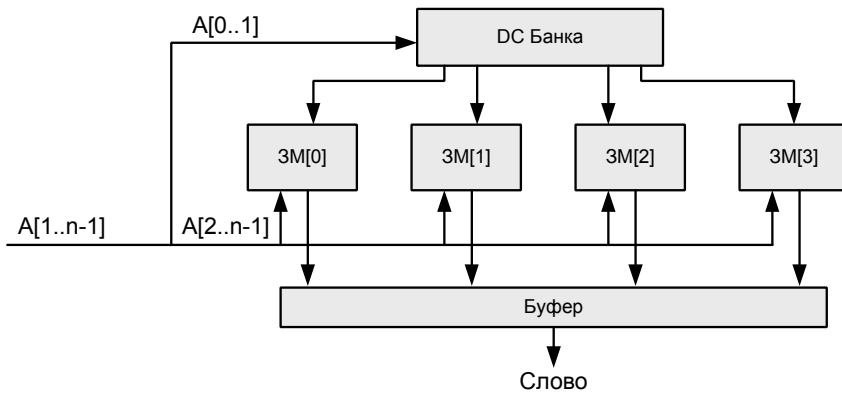 A[0..1]
DC Банка
ЗМ[0]
ЗМ[1]
ЗМ[2]
ЗМ[3]
A[1..n-1]
A[2..n-1]
Буфер
Слово